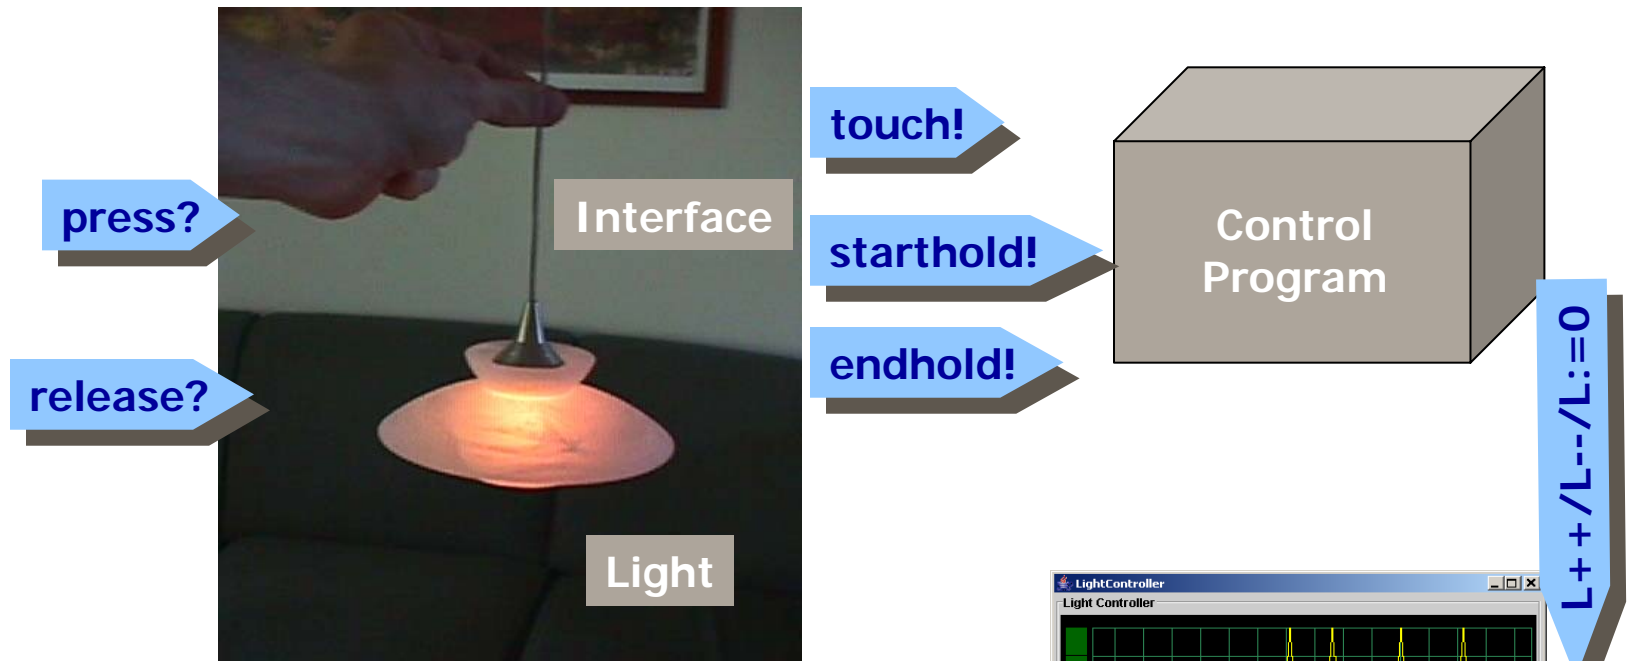 press?
release?
Interface
Light
touch!
starthold!
endhold!
Control
Program
L++/L--/L:=0
LightController
Light Controller